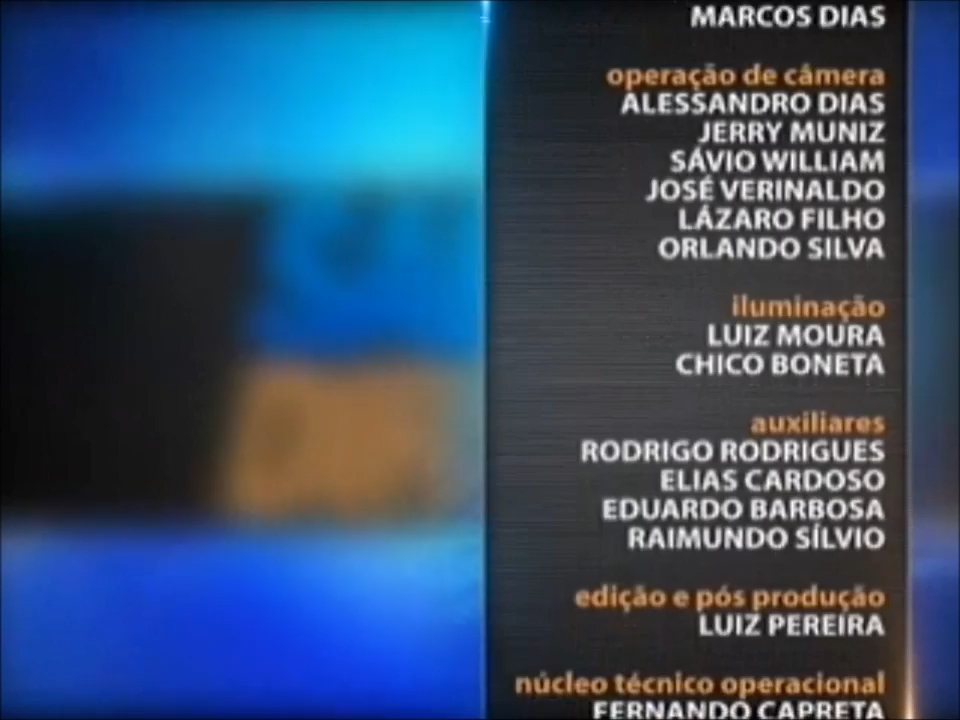 MARCOS DIAS
operação de câmera
ALESSANDRO DIAS
JERRY MUNIZ
SÁVIO WILLIAM
JOSÉ VERINALDO
LÁZARO FILHO
ORLANDO SILVA
iluminação
LUIZ MOURA
CHICO BONETA
auxiliares
RODRIGO RODRIGUES
ELIAS CARDOSO
EDUARDO BARBOSA
RAIMUNDO SÍLVIO
edição e pós produção
LUIZ PEREIRA
núcleo técnico operacional
FERNANDO CAPRETA